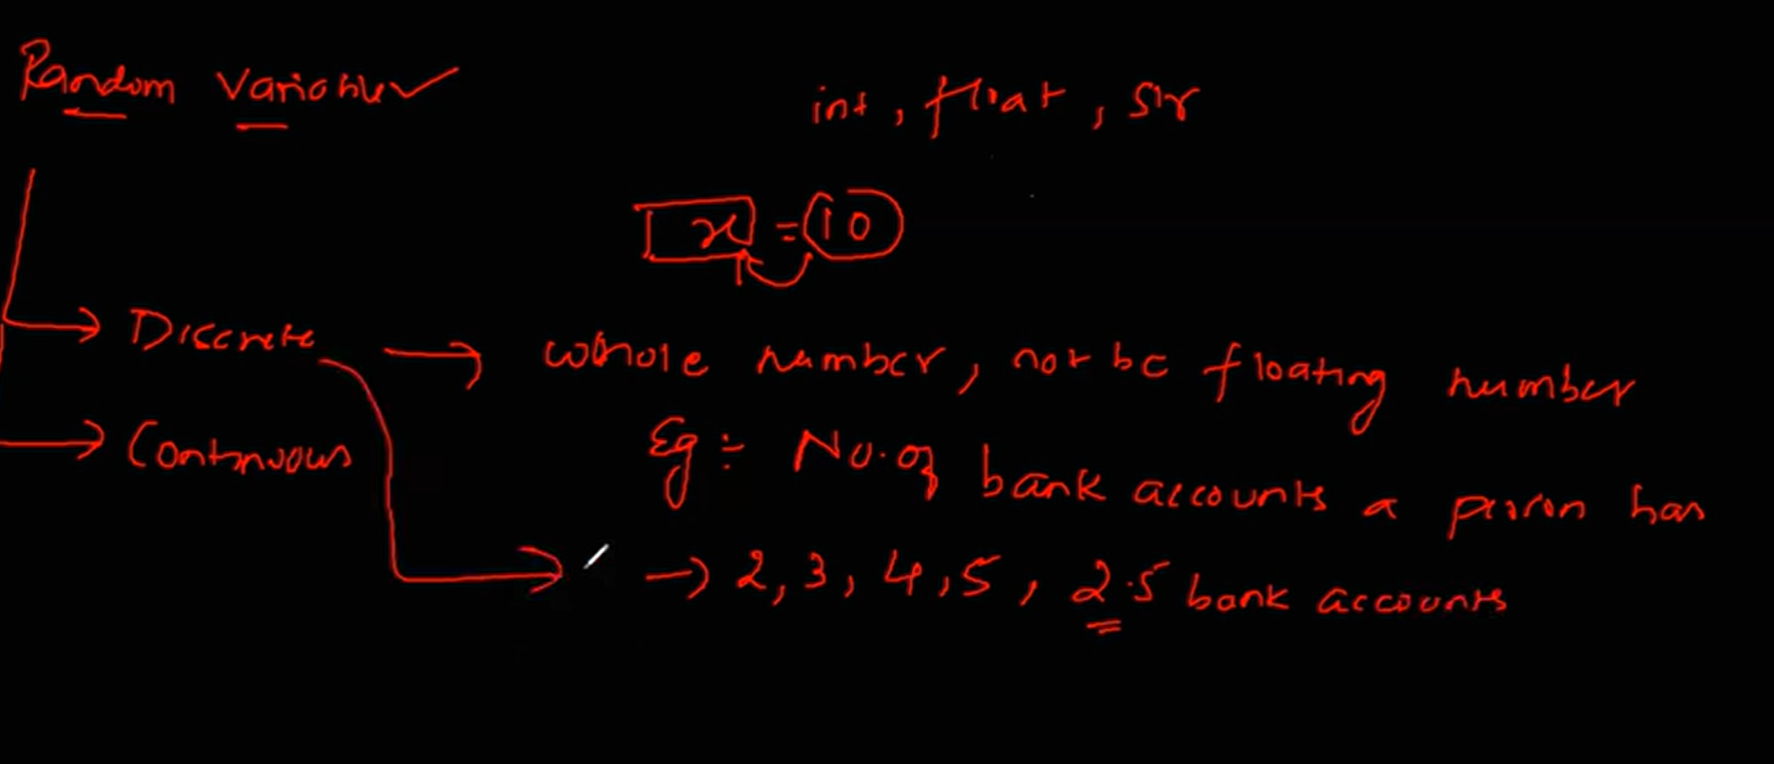 Random Variables
int, float, str
x = 10
Discrete → whole number, not be floating number
Continuous
Eg :- No. of bank accounts a person has
→ 2, 3, 4, 5, 2.5 bank accounts